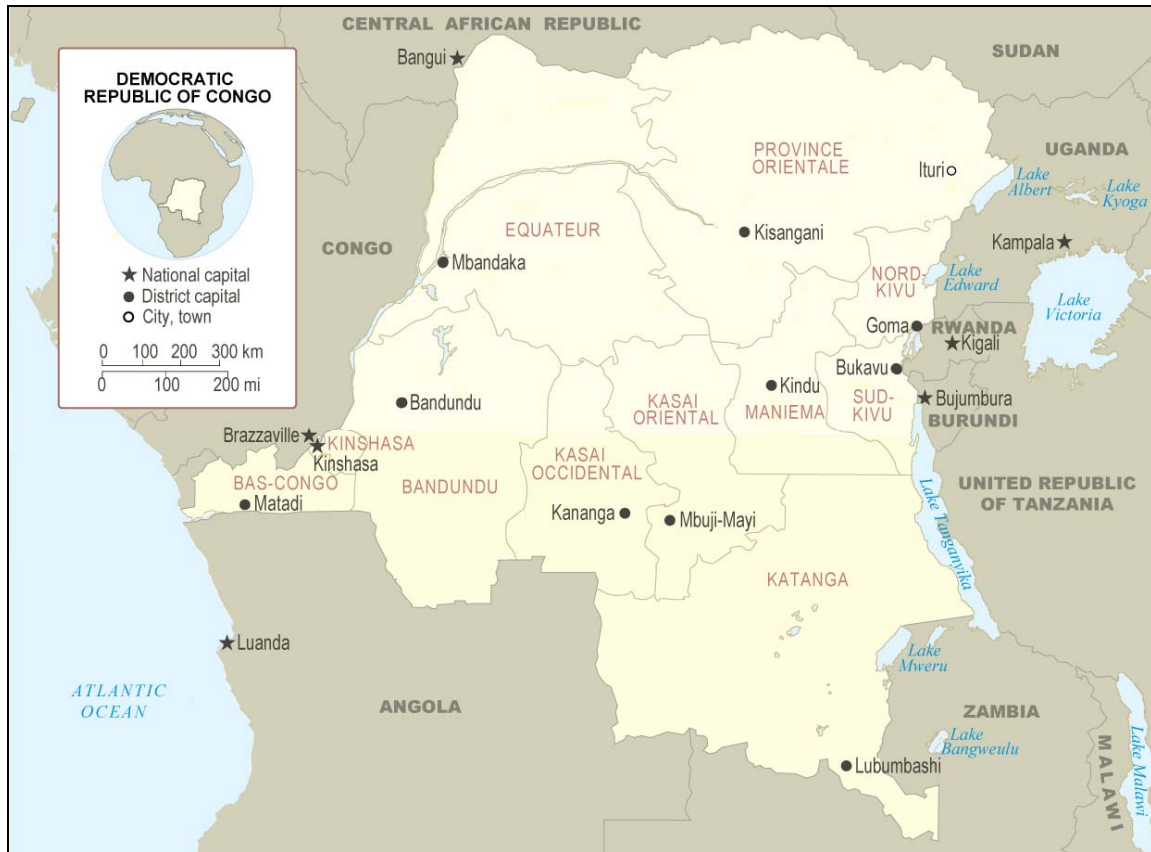 CENTRAL AFRICAN REPUBLIC
SUDAN
Bangui
DEMOCRATIC
REPUBLIC OF CONGO
National capital
District capital
City, town
0 100 200 300 km
0 100 200 mi
PROVINCE
ORIENTALE
Ituri
UGANDA
Lake
Albert
Lake
Kyoga
CONGO
EQUATEUR
Kisangani
Kampala
Mbandaka
NORD-
KIVU
Lake
Edward
Lake
Victoria
Goma
RWANDA
Kigali
Bukavu
Bandundu
KASAI
ORIENTAL
Kindu
MANIEMA
SUD-
KIVU
Bujumbura
BURUNDI
Brazzaville
KINSHASA
Kinshasa
KASAI
OCCIDENTAL
BAS-CONGO
Matadi
BANDUNDU
UNITED REPUBLIC
OF TANZANIA
Kananga
Mbuji-Mayi
Lake Tanganyika
KATANGA
Luanda
Lake
Mweru
ATLANTIC
OCEAN
ANGOLA
ZAMBIA
Lake
Bangweulu
Lubumbashi
MALAWI
Lake Malawi